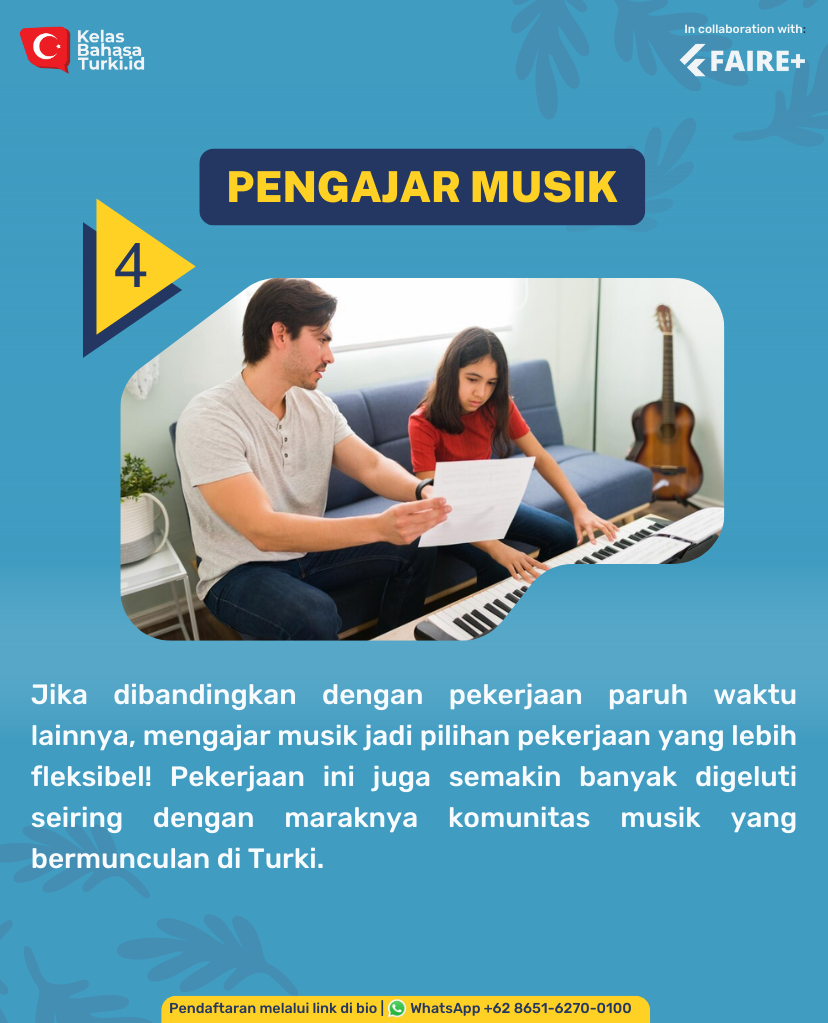 Kelas
Bahasa
Turki.id
In collaboration with:
FAIRE+
PENGAJAR MUSIK
4
Jika dibandingkan dengan pekerjaan paruh waktu
lainnya, mengajar musik jadi pilihan pekerjaan yang lebih
fleksibel! Pekerjaan ini juga semakin banyak digeluti
seiring dengan maraknya komunitas musik yang
bermunculan di Turki.
Pendaftaran melalui link di bio | WhatsApp +62 8651-6270-0100